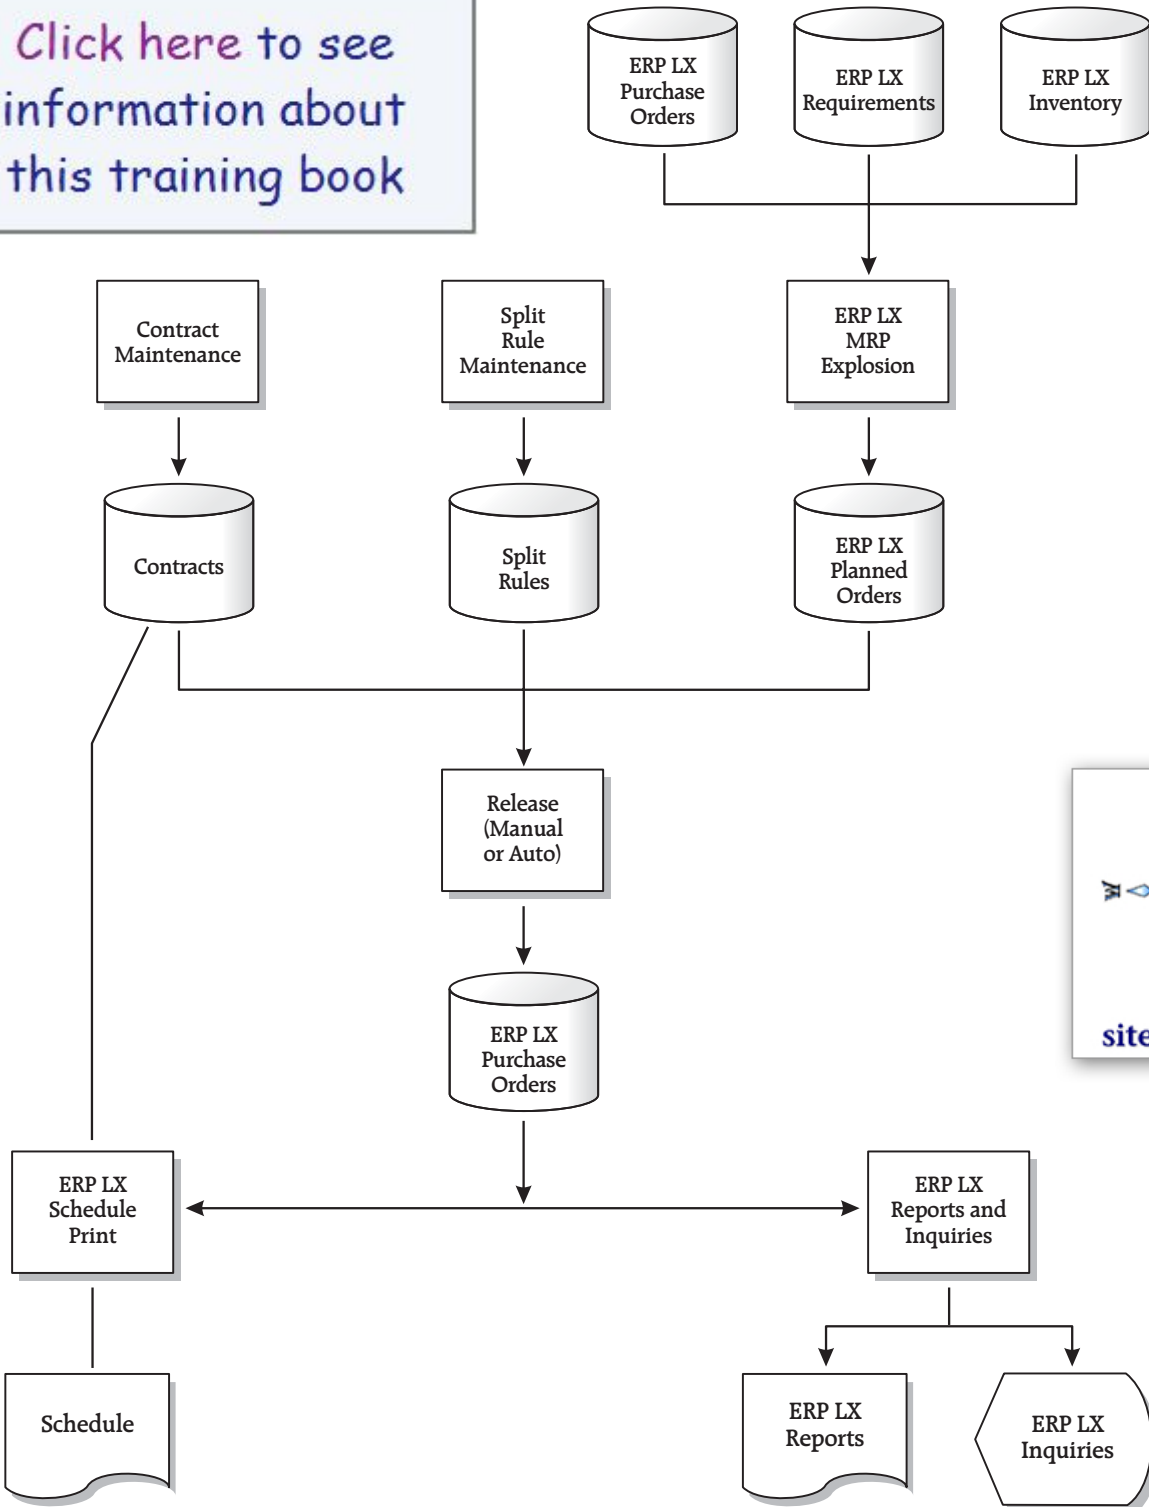 Click here to see
information about
this training book
ERP LX
Purchase
Orders
ERP LX
Requirements
ERP LX
Inventory
Contract
Maintenance
Split
Rule
Maintenance
ERP LX
MRP
Explosion
Contracts
Split
Rules
ERP LX
Planned
Orders
Release
(Manual
or Auto)
site
ERP LX
Purchase
Orders
ERP LX
Schedule
Print
ERP LX
Reports and
Inquiries
Schedule
ERP LX
Reports
ERP LX
Inquiries